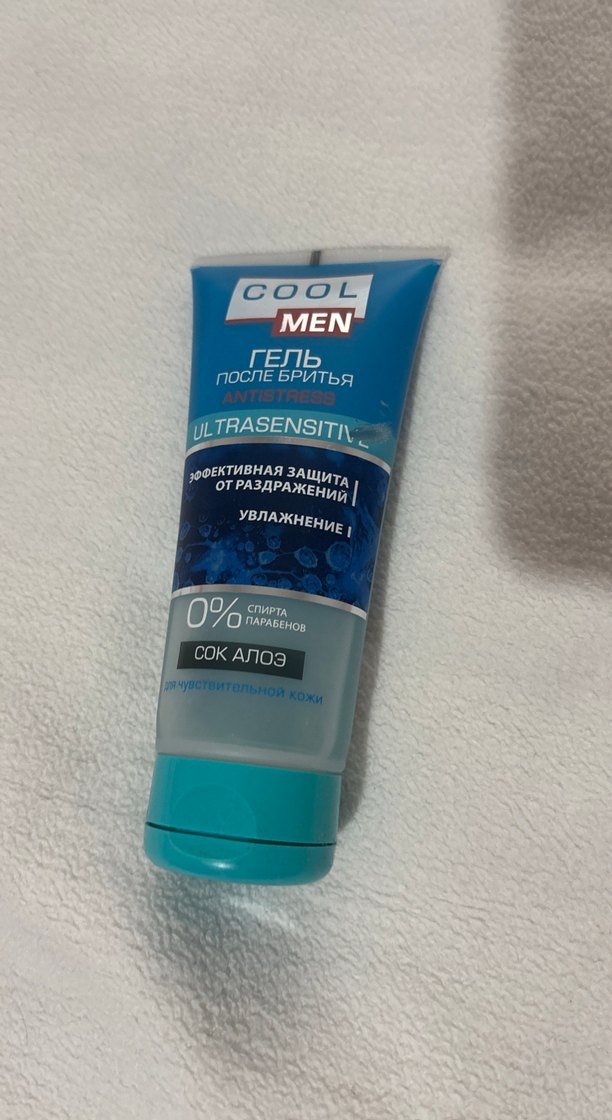 COOL
MEN
ГЕЛЬ
ПОСЛЕ БРИТЬЯ
ANTISTRESS
ULTRASENSITIVE
ЭФФЕКТИВНАЯ ЗАЩИТА
ОТ РАЗДРАЖЕНИЙ
УВЛАЖНЕНИЕ
0% СПИРТА
ПАРАБЕНОВ
СОК АЛОЭ
для чувствительной кожи